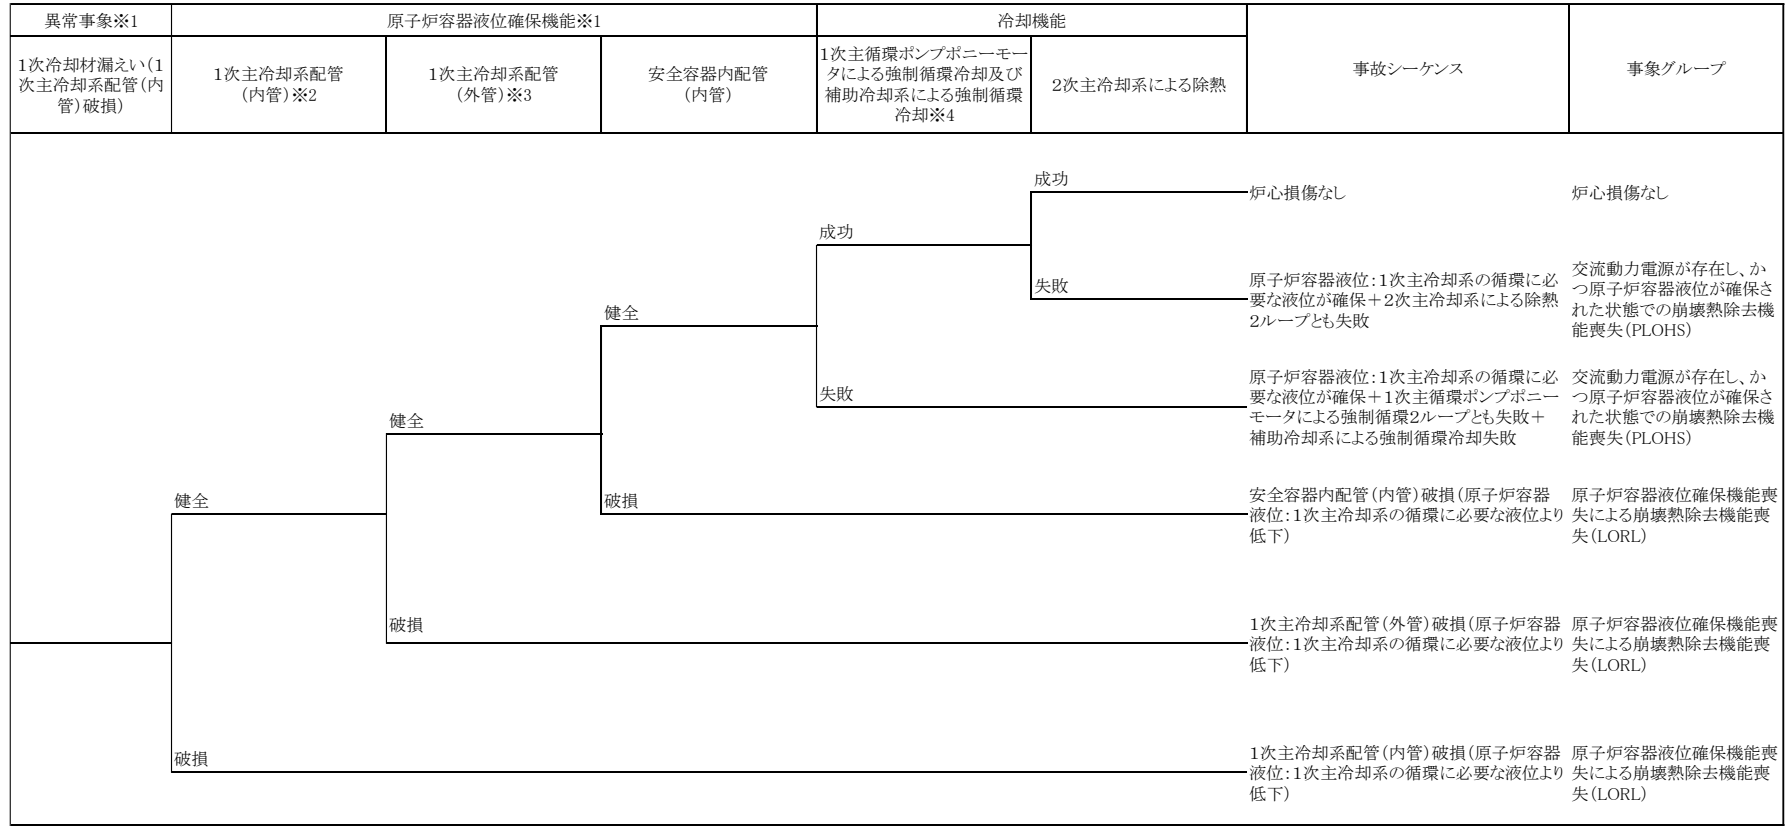 異常事象※1
原子炉容器液位確保機能※1
冷却機能
事故シーケンス
事象グループ
1次冷却材漏えい(1
次主冷却系配管(内
管)破損)
1次主冷却系配管
(内管)※2
1次主冷却系配管
(外管)※3
安全容器内配管
(内管)
1次主循環ポンプポニーモー
タによる強制循環冷却及び
補助冷却系による強制循環
冷却※4
2次主冷却系による除熱
成功
炉心損傷なし
炉心損傷なし
成功
失敗
原子炉容器液位:1次主冷却系の循環に必
要な液位が確保+2次主冷却系による除熱
2ループとも失敗
交流動力電源が存在し、か
つ原子炉容器液位が確保さ
れた状態での崩壊熱除去機
能喪失(PLOHS)
健全
失敗
原子炉容器液位:1次主冷却系の循環に必
要な液位が確保+1次主循環ポンプポニー
モータによる強制循環2ループとも失敗+
補助冷却系による強制循環冷却失敗
交流動力電源が存在し、か
つ原子炉容器液位が確保さ
れた状態での崩壊熱除去機
能喪失(PLOHS)
健全
健全
破損
安全容器内配管(内管)破損(原子炉容器
液位:1次主冷却系の循環に必要な液位より
低下)
原子炉容器液位確保機能喪
失による崩壊熱除去機能喪
失(LORL)
破損
1次主冷却系配管(外管)破損(原子炉容器
液位:1次主冷却系の循環に必要な液位より
低下)
原子炉容器液位確保機能喪
失による崩壊熱除去機能喪
失(LORL)
破損
1次主冷却系配管(内管)破損(原子炉容器
液位:1次主冷却系の循環に必要な液位より
低下)
原子炉容器液位確保機能喪
失による崩壊熱除去機能喪
失(LORL)